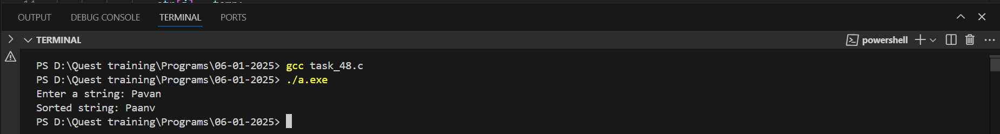 OUTPUT DEBUG CONSOLE TERMINAL PORTS
TERMINAL powershell
PS D:\Quest training\Programs\06-01-2025> gcc task_48.c
PS D:\Quest training\Programs\06-01-2025> ./a.exe
Enter a string: Pavan
Sorted string: Paanv
PS D:\Quest training\Programs\06-01-2025>